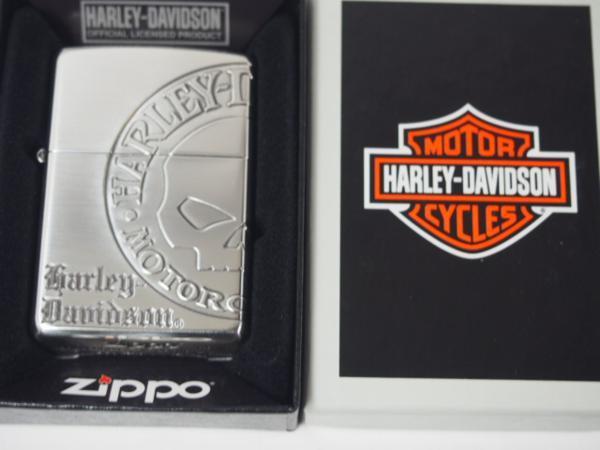 HARLEY-DAVIDSON
OFFICIAL LICENSED PRODUCT
HARLEY-D
MOTORC
Harley-
Davidson®
zippo®
MOTOR
HARLEY-DAVIDSON
CYCLES®